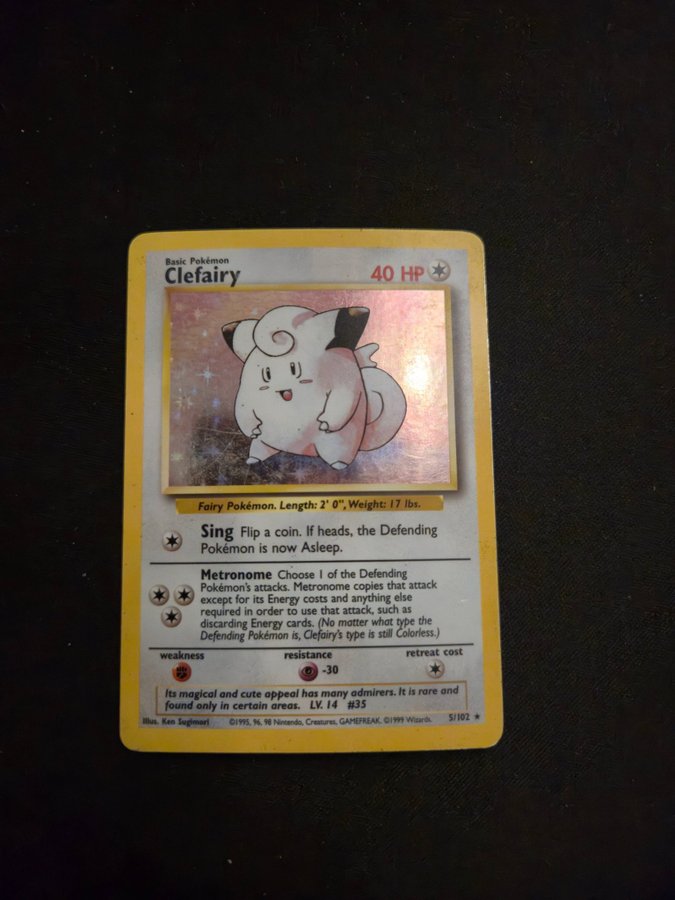 Basic Pokémon
Clefairy 40 HP
Fairy Pokémon. Length: 2' 0", Weight: 17 lbs.
Sing Flip a coin. If heads, the Defending
Pokémon is now Asleep.
Metronome Choose 1 of the Defending
Pokémon's attacks. Metronome copies that attack
except for its Energy costs and anything else
required in order to use that attack, such as
discarding Energy cards. (No matter what type the
Defending Pokémon is, Clefairy's type is still Colorless.)
weakness resistance retreat cost
-30
Its magical and cute appeal has many admirers. It is rare and
found only in certain areas. LV. 14 #35
Illus. Ken Sugimori ©1995, 96, 98 Nintendo, Creatures, GAMEFREAK. ©1999 Wizards. 5/102 ★